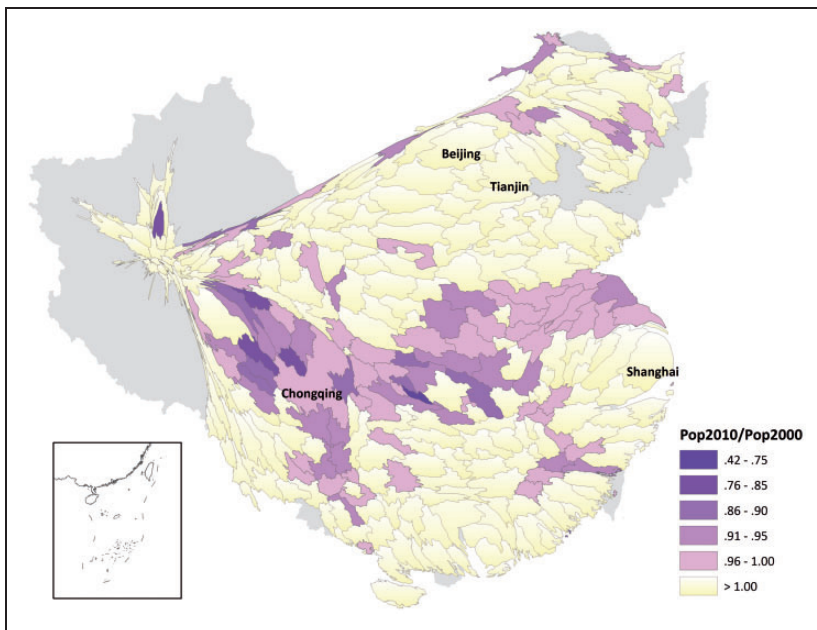 Beijing
Tianjin
Shanghai
Chongqing
Pop2010/Pop2000
.42 - .75
.76 - .85
.86 - .90
.91 - .95
.96 - 1.00
> 1.00